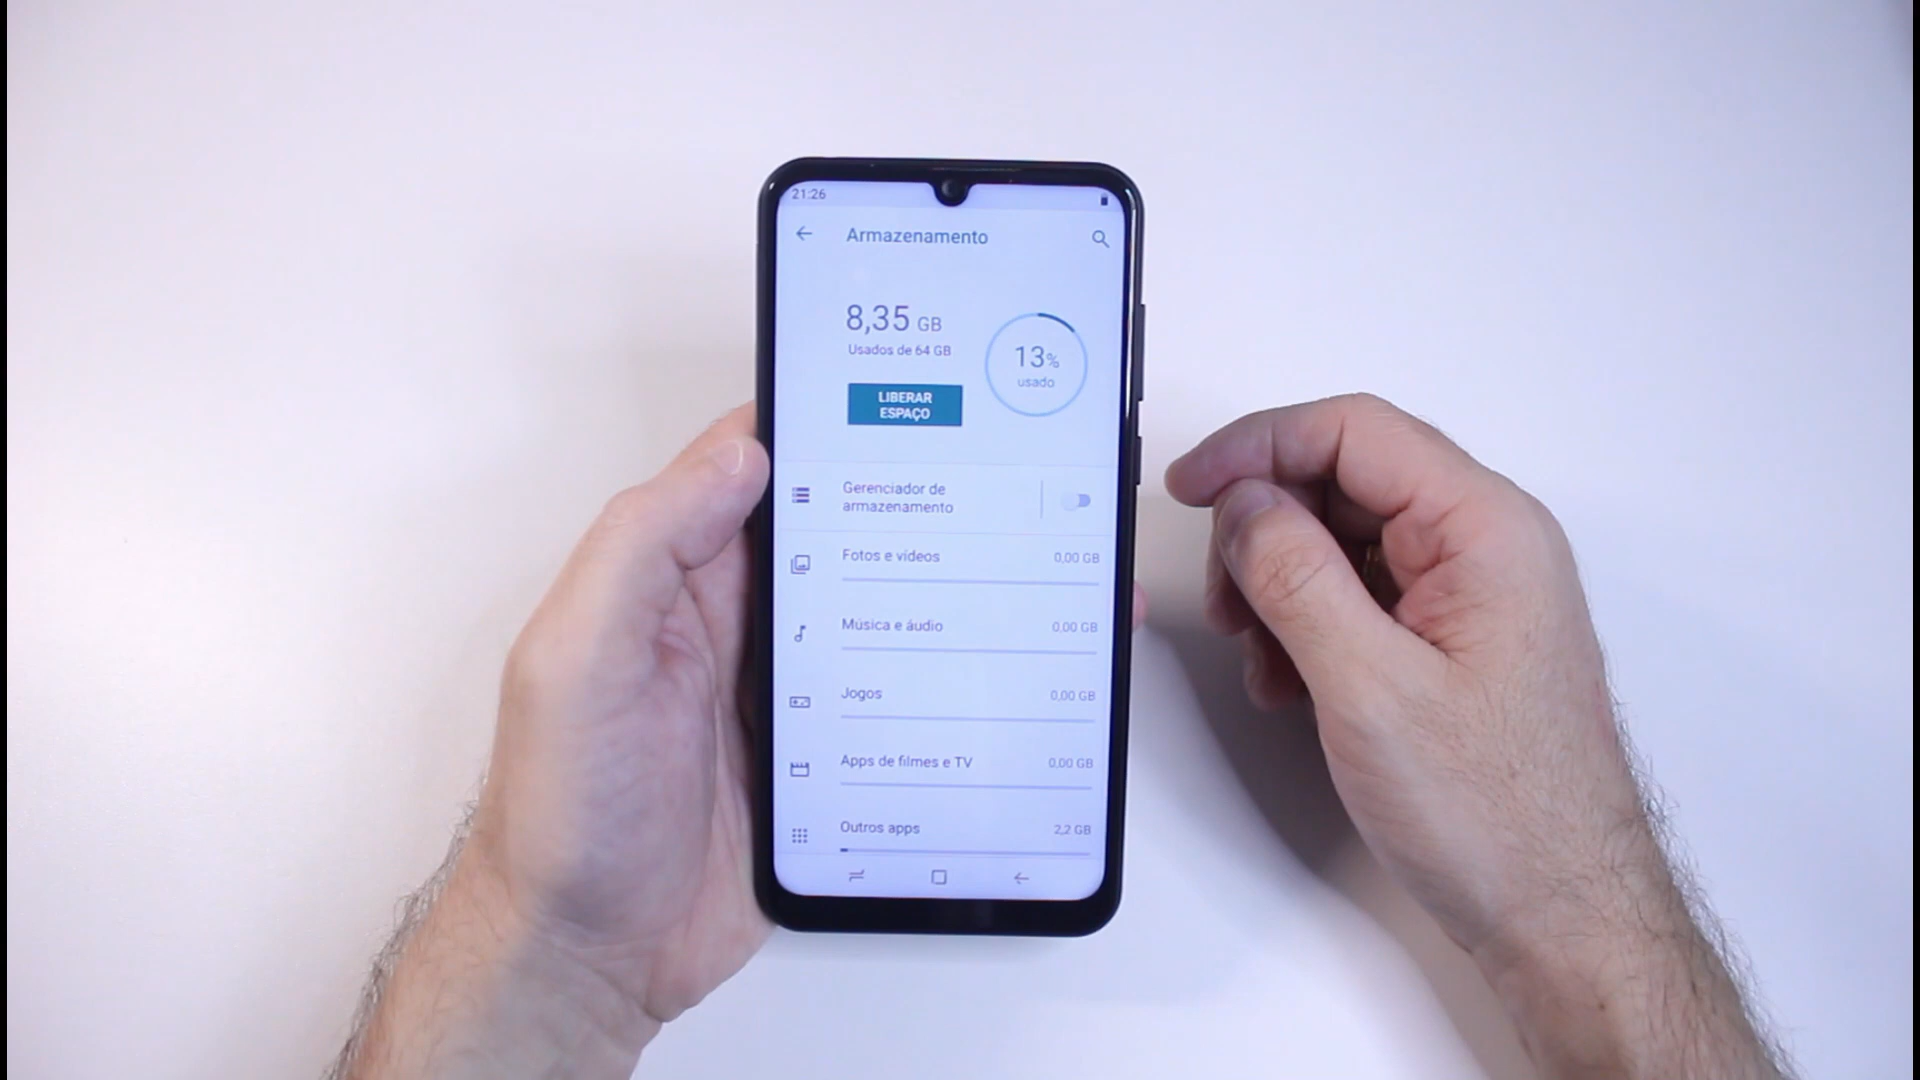 21:26
Armazenamento
8,35 GB
Usados de 64 GB
13%
usado
LIBERAR
ESPAÇO
Gerenciador de
armazenamento
Fotos e vídeos 0,00 GB
Música e áudio 0,00 GB
Jogos 0,00 GB
Apps de filmes e TV 0,00 GB
Outros apps 2,2 GB